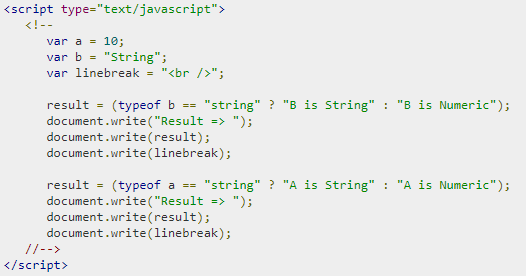 <script type="text/javascript">
   <!--
      var a = 10;
      var b = "String";
      var linebreak = "<br />";

      result = (typeof b == "string" ? "B is String" : "B is Numeric");
      document.write("Result => ");
      document.write(result);
      document.write(linebreak);

      result = (typeof a == "string" ? "A is String" : "A is Numeric");
      document.write("Result => ");
      document.write(result);
      document.write(linebreak);
   //-->
</script>